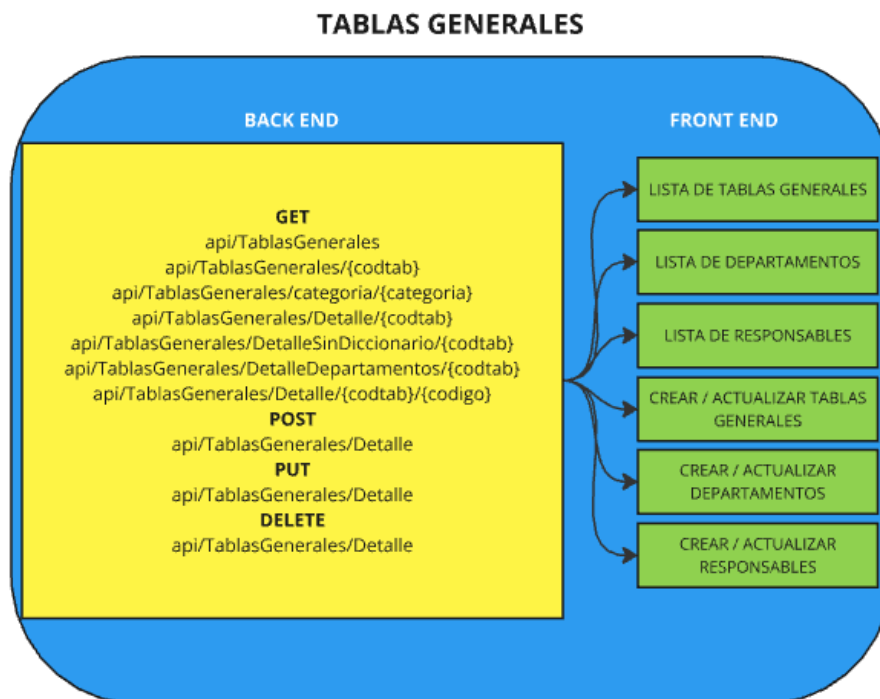 TABLAS GENERALES
BACK END
GET
api/TablasGenerales
api/TablasGenerales/{codtab}
api/TablasGenerales/categoria/{categoria}
api/TablasGenerales/Detalle/{codtab}
api/TablasGenerales/DetalleSinDiccionario/{codtab}
api/TablasGenerales/DetalleDepartamentos/{codtab}
api/TablasGenerales/Detalle/{codtab}/{codigo}
POST
api/TablasGenerales/Detalle
PUT
api/TablasGenerales/Detalle
DELETE
api/TablasGenerales/Detalle
FRONT END
LISTA DE TABLAS GENERALES
LISTA DE DEPARTAMENTOS
LISTA DE RESPONSABLES
CREAR / ACTUALIZAR TABLAS
GENERALES
CREAR / ACTUALIZAR
DEPARTAMENTOS
CREAR / ACTUALIZAR
RESPONSABLES